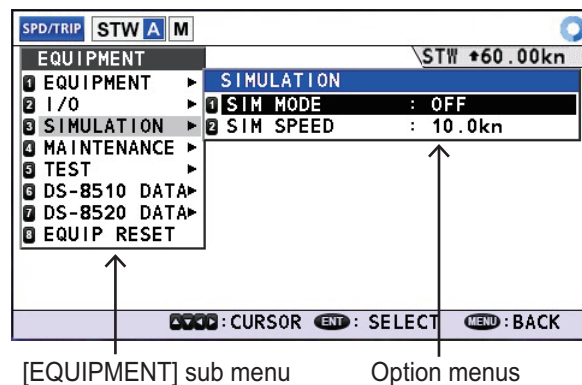 SPD/TRIP STW A M
EQUIPMENT
STW 60.00kn
1 EQUIPMENT
2 I/O
3 SIMULATION
4 MAINTENANCE
5 TEST
6 DS-8510 DATA
7 DS-8520 DATA
8 EQUIP RESET
SIMULATION
1 SIM MODE : OFF
2 SIM SPEED : 10.0kn
:CURSOR ENT: SELECT MENU:BACK
[EQUIPMENT] sub menu
Option menus